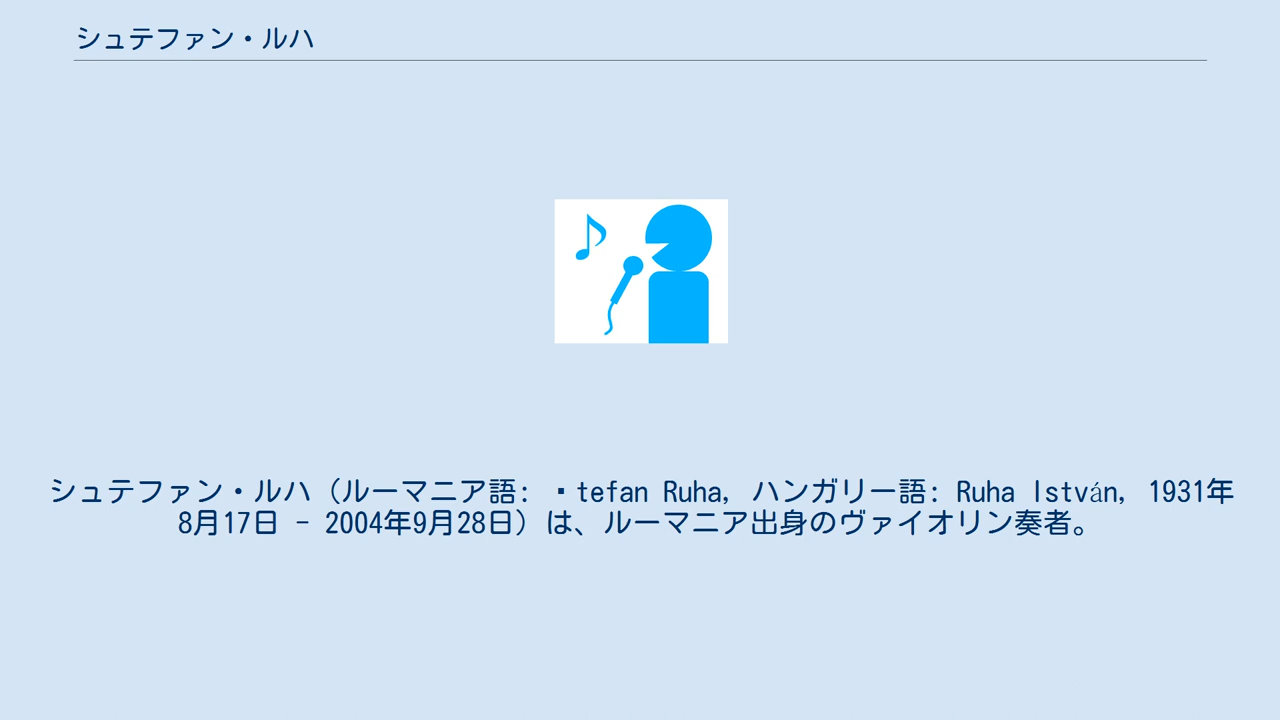 シュテファン・ルハ
シュテファン・ルハ（ルーマニア語: ▪tefan Ruha, ハンガリー語: Ruha István, 1931年
8月17日 - 2004年9月28日）は、ルーマニア出身のヴァイオリン奏者。